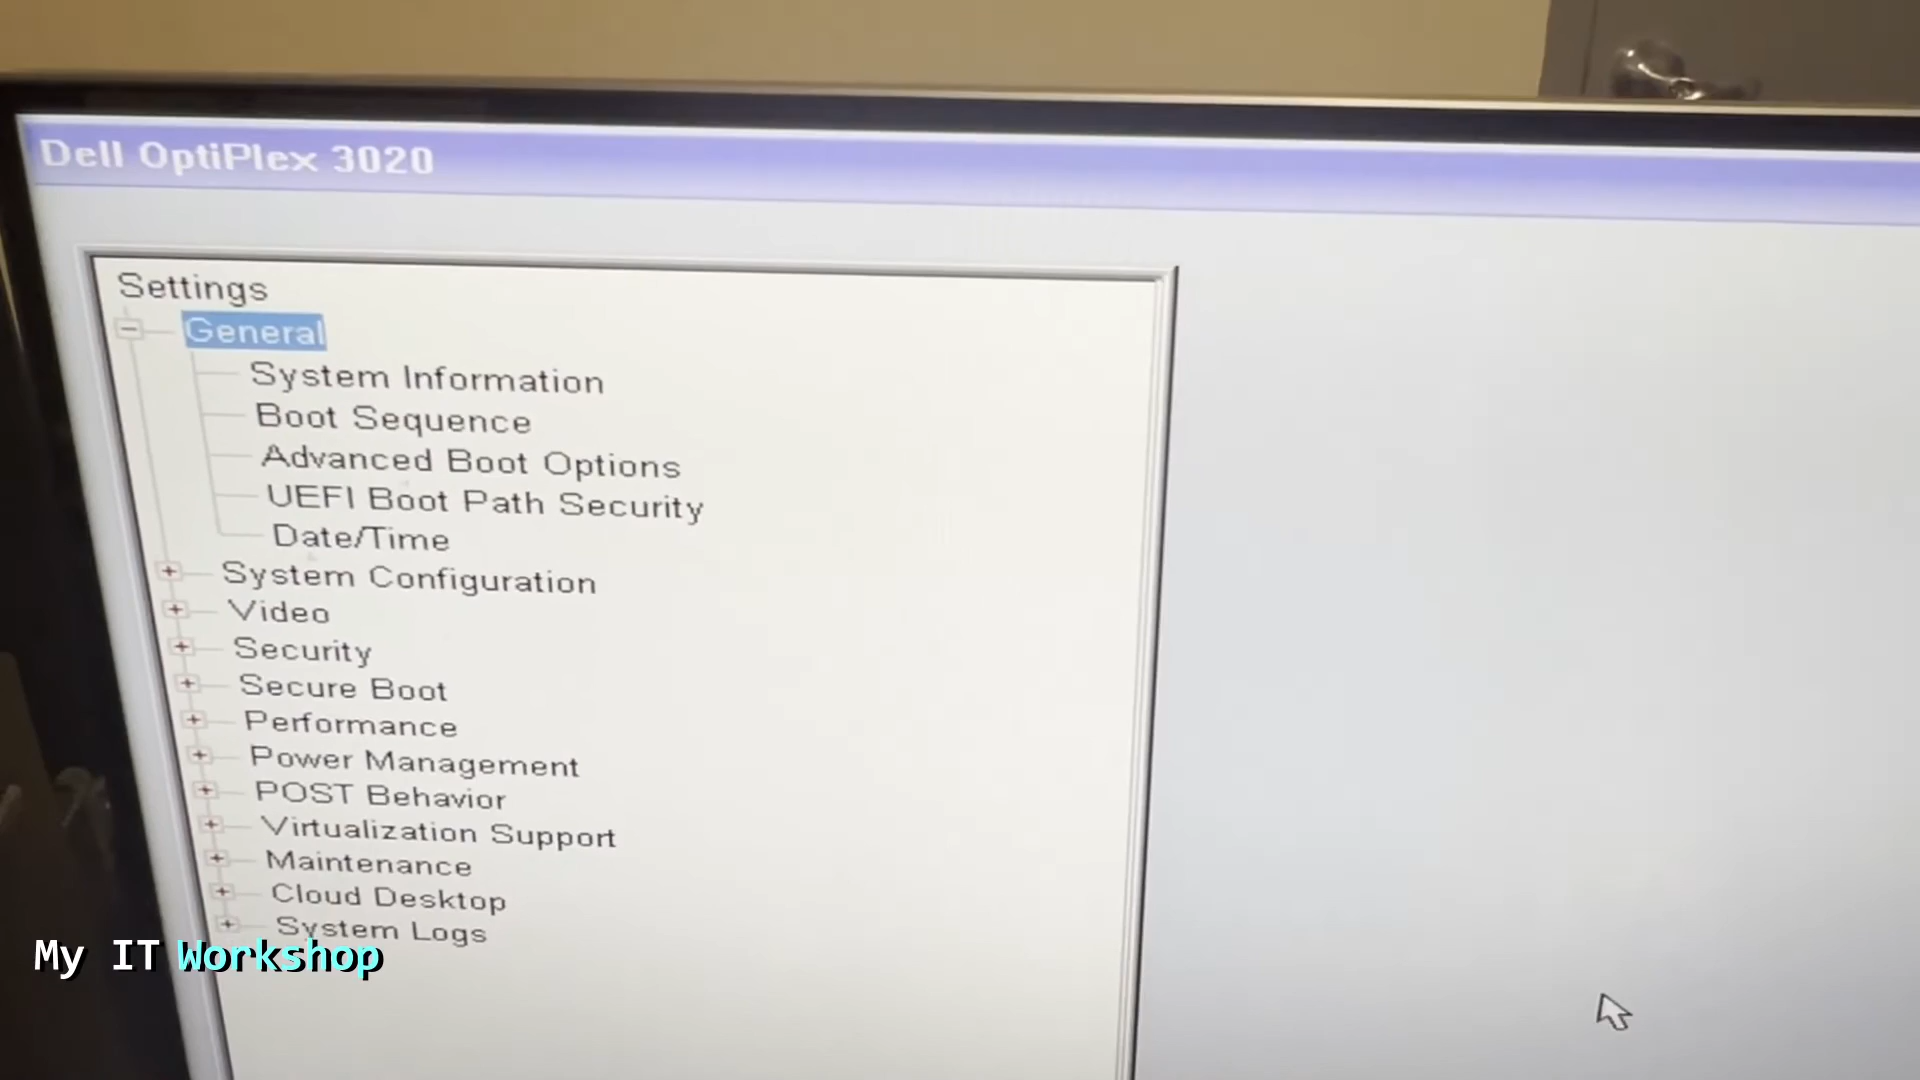 Dell OptiPlex 3020
Settings
General
System Information
Boot Sequence
Advanced Boot Options
UEFI Boot Path Security
Date/Time
System Configuration
Video
Security
Secure Boot
Performance
Power Management
POST Behavior
Virtualization Support
Maintenance
Cloud Desktop
System Logs
My IT Workshop